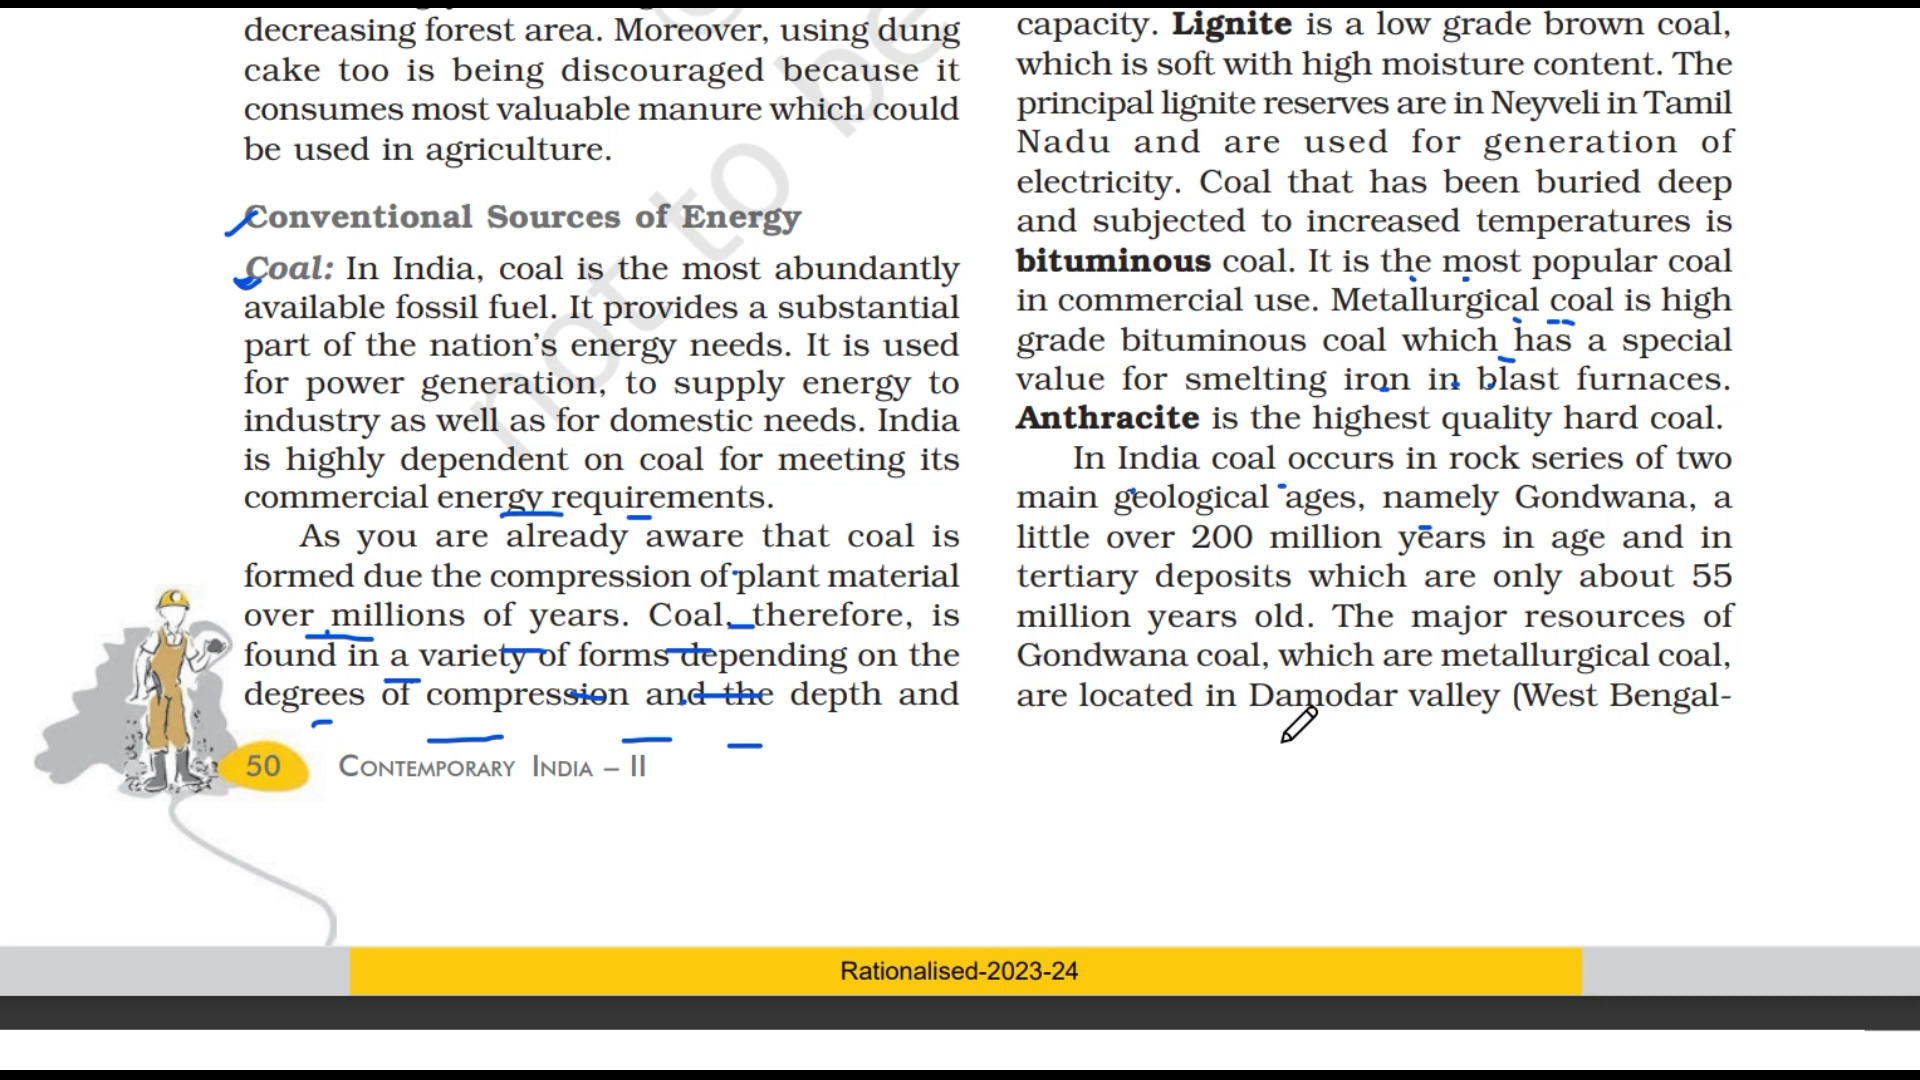 decreasing forest area. Moreover, using dung
cake too is being discouraged because it
consumes most valuable manure which could
be used in agriculture.
Conventional Sources of Energy
Coal: In India, coal is the most abundantly
available fossil fuel. It provides a substantial
part of the nation's energy needs. It is used
for power generation, to supply energy to
industry as well as for domestic needs. India
is highly dependent on coal for meeting its
commercial energy requirements.
As you are already aware that coal is
formed due the compression of plant material
over millions of years. Coal, therefore, is
found in a variety of forms depending on the
degrees of compression and the depth and
capacity. Lignite is a low grade brown coal,
which is soft with high moisture content. The
principal lignite reserves are in Neyveli in Tamil
Nadu and are used for generation of
electricity. Coal that has been buried deep
and subjected to increased temperatures is
bituminous coal. It is the most popular coal
in commercial use. Metallurgical coal is high
grade bituminous coal which has a special
value for smelting iron in blast furnaces.
Anthracite is the highest quality hard coal.
In India coal occurs in rock series of two
main geological ages, namely Gondwana, a
little over 200 million years in age and in
tertiary deposits which are only about 55
million years old. The major resources of
Gondwana coal, which are metallurgical coal,
are located in Damodar valley (West Bengal-
50 Contemporary India – II
Rationalised-2023-24
not to be